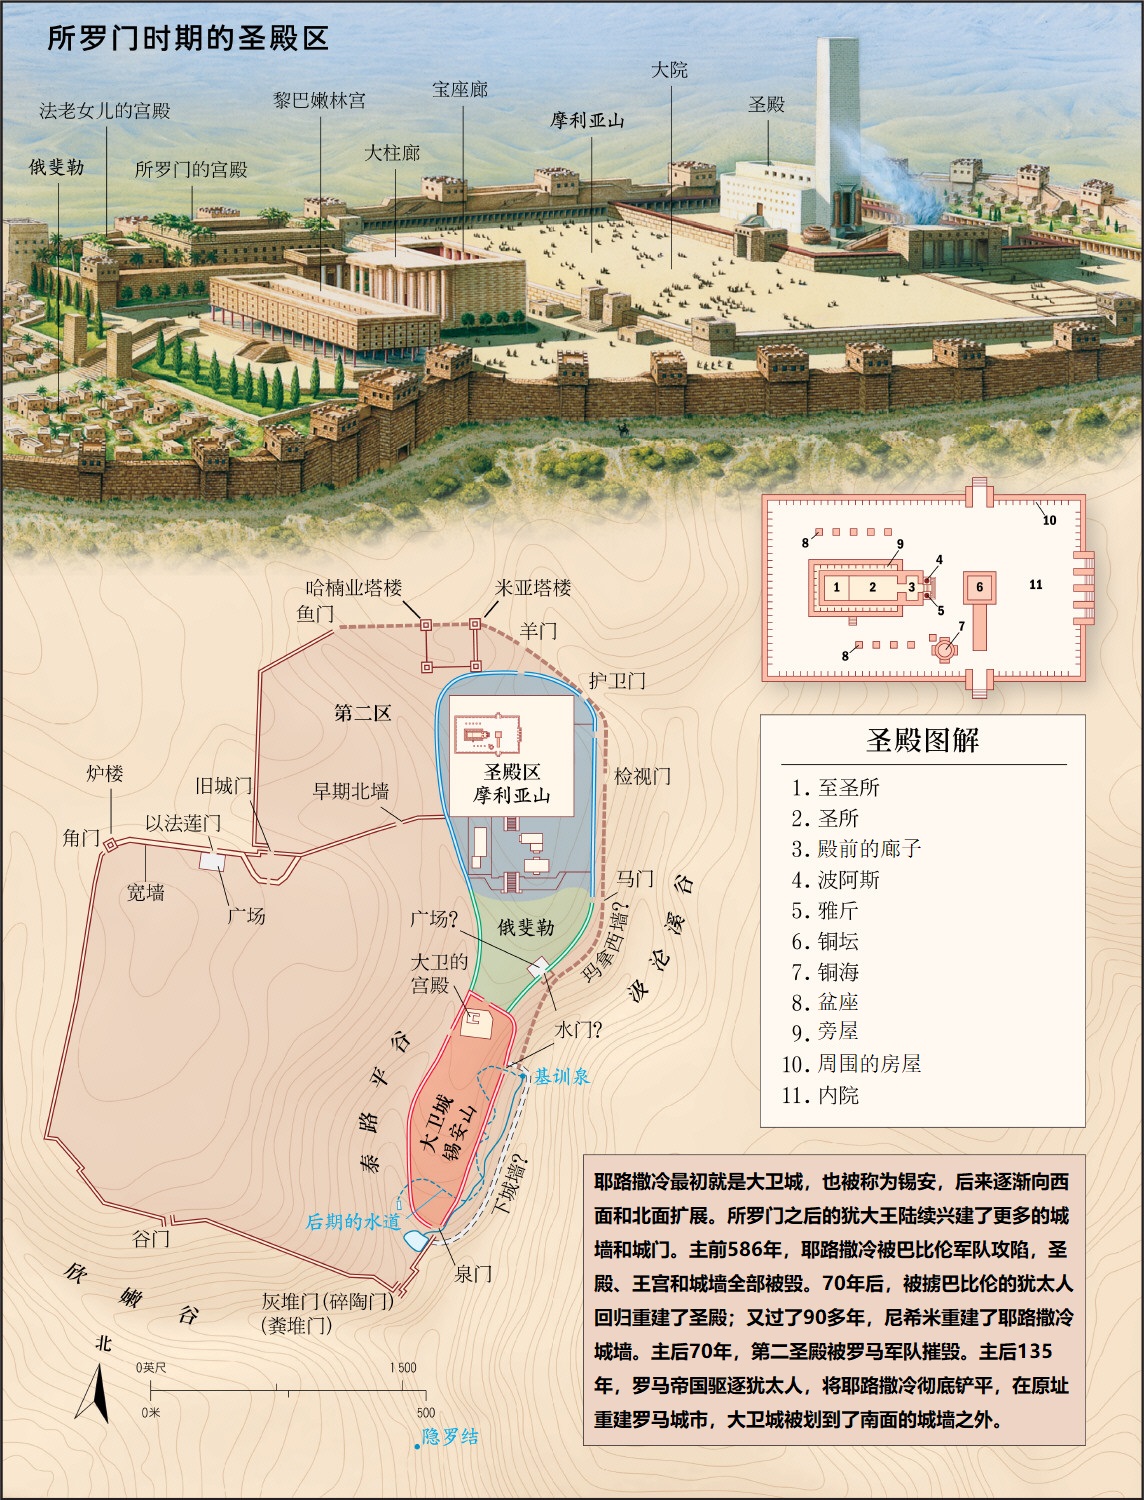 所罗门时期的圣殿区
大院
宝座廊
黎巴嫩林宫
圣殿
法老女儿的宫殿
摩利亚山
大柱廊
俄斐勒
所罗门的宫殿
10
8
9
4
1
2
3
6
11
5
7
8
圣殿图解
1. 至圣所
2. 圣所
3. 殿前的廊子
4. 波阿斯
5. 雅斤
6. 铜坛
7. 铜海
8. 盆座
9. 旁屋
10. 周围的房屋
11. 内院
哈楠业塔楼
米亚塔楼
鱼门
羊门
护卫门
第二区
圣殿区
摩利亚山
检视门
炉楼
旧城门
早期北墙
以法莲门
角门
宽墙
广场
马门
广场?
俄斐勒
玛拿西墙?
汲沦溪谷
大卫的
宫殿
水门?
泰路平谷
基训泉
大卫城
锡安山
下城墙?
后期的水道
谷门
泉门
欣嫩谷
灰堆门(碎陶门)
(粪堆门)
北
0英尺
1500
0米
500
隐罗结
耶路撒冷最初就是大卫城，也被称为锡安，后来逐渐向西
面和北面扩展。所罗门之后的犹大王陆续兴建了更多的城
墙和城门。主前586年，耶路撒冷被巴比伦军队攻陷，圣
殿、王宫和城墙全部被毁。70年后，被掳巴比伦的犹太人
回归重建了圣殿；又过了90多年，尼希米重建了耶路撒冷
城墙。主后70年，第二圣殿被罗马军队摧毁。主后135
年，罗马帝国驱逐犹太人，将耶路撒冷彻底铲平，在原址
重建罗马城市，大卫城被划到了南面的城墙之外。